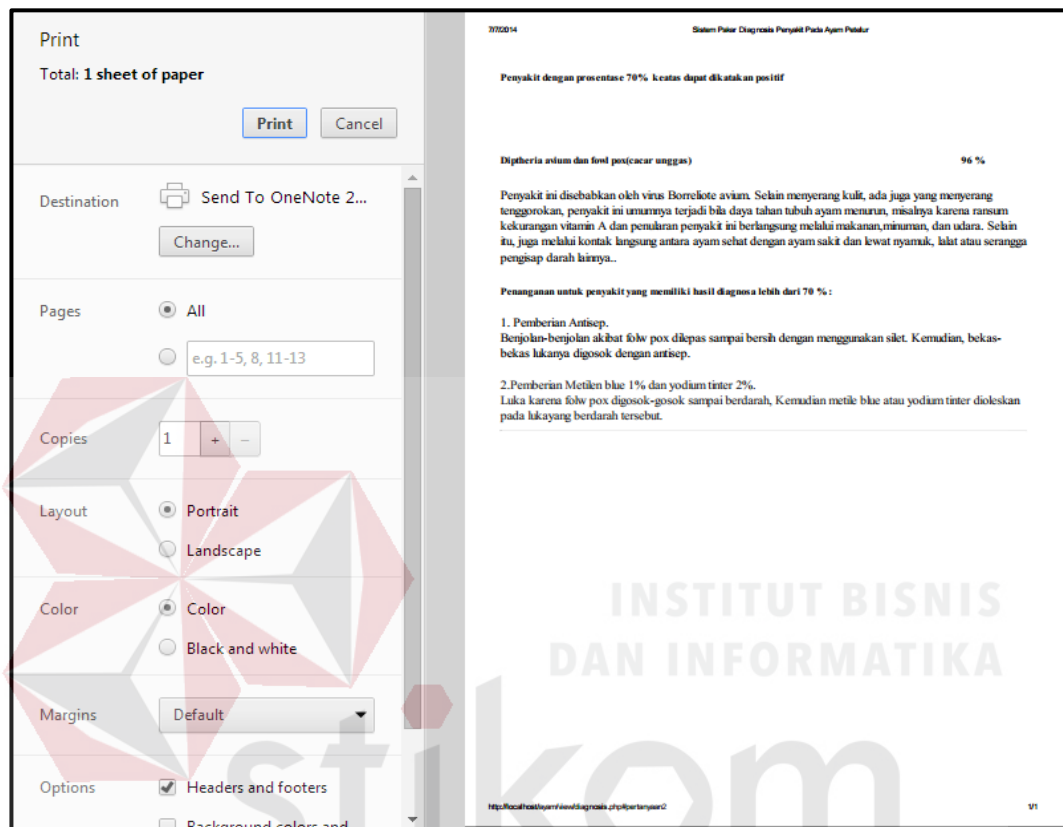 Print
Total: 1 sheet of paper
Print
Cancel
Destination
Send To OneNote 2...
Change...
Pages
All
e.g. 1-5, 8, 11-13
Copies
1
+
−
Layout
Portrait
Landscape
Color
Color
Black and white
Margins
Default
Options
Headers and footers
Background colors and
7/7/2014
Sistem Pakar Diagnosis Penyakit Pada Ayam Petelur
Penyakit dengan prosentase 70% keatas dapat dikatakan positif
Diptheria avium dan fowl pox(cacar unggas)
96 %
Penyakit ini disebabkan oleh virus Borreliote avium. Selain menyerang kulit, ada juga yang menyerang
tenggorokan, penyakit ini umumnya terjadi bila daya tahan tubuh ayam menurun, misalnya karena ransum
kekurangan vitamin A dan penularan penyakit ini berlangsung melalui makanan,minuman, dan udara. Selain
itu, juga melalui kontak langsung antara ayam sehat dengan ayam sakit dan lewat nyamuk, lalat atau serangga
pengisap darah lainnya..
Penanganan untuk penyakit yang memiliki hasil diagnosa lebih dari 70 % :
1. Pemberian Antisep.
Benjolan-benjolan akibat folw pox dilepas sampai bersih dengan menggunakan silet. Kemudian, bekas-
bekas lukanya digosok dengan antisep.
2.Pemberian Metilen blue 1% dan yodium tinter 2%.
Luka karena folw pox digosok-gosok sampai berdarah, Kemudian metile blue atau yodium tinter dioleskan
pada lukayang berdarah tersebut.
INSTITUT BISNIS
DAN INFORMATIKA
stikom
http://localhost/ayam/view/diagnosis.php#pertanyaan2
1/1